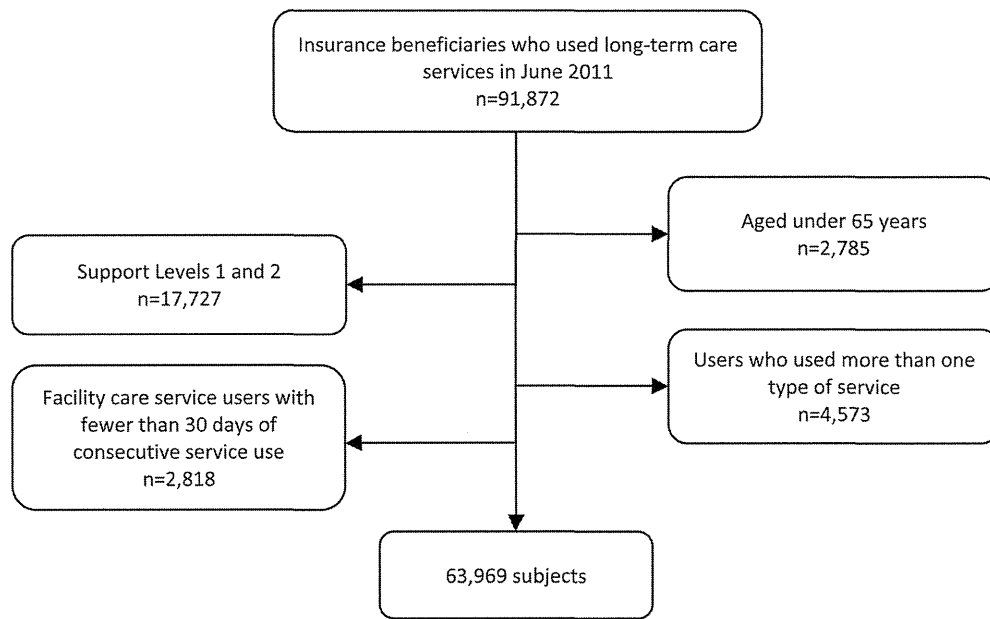 Insurance beneficiaries who used long-term care
services in June 2011
n=91,872
Aged under 65 years
n=2,785
Support Levels 1 and 2
n=17,727
Users who used more than one
type of service
n=4,573
Facility care service users with
fewer than 30 days of
consecutive service use
n=2,818
63,969 subjects